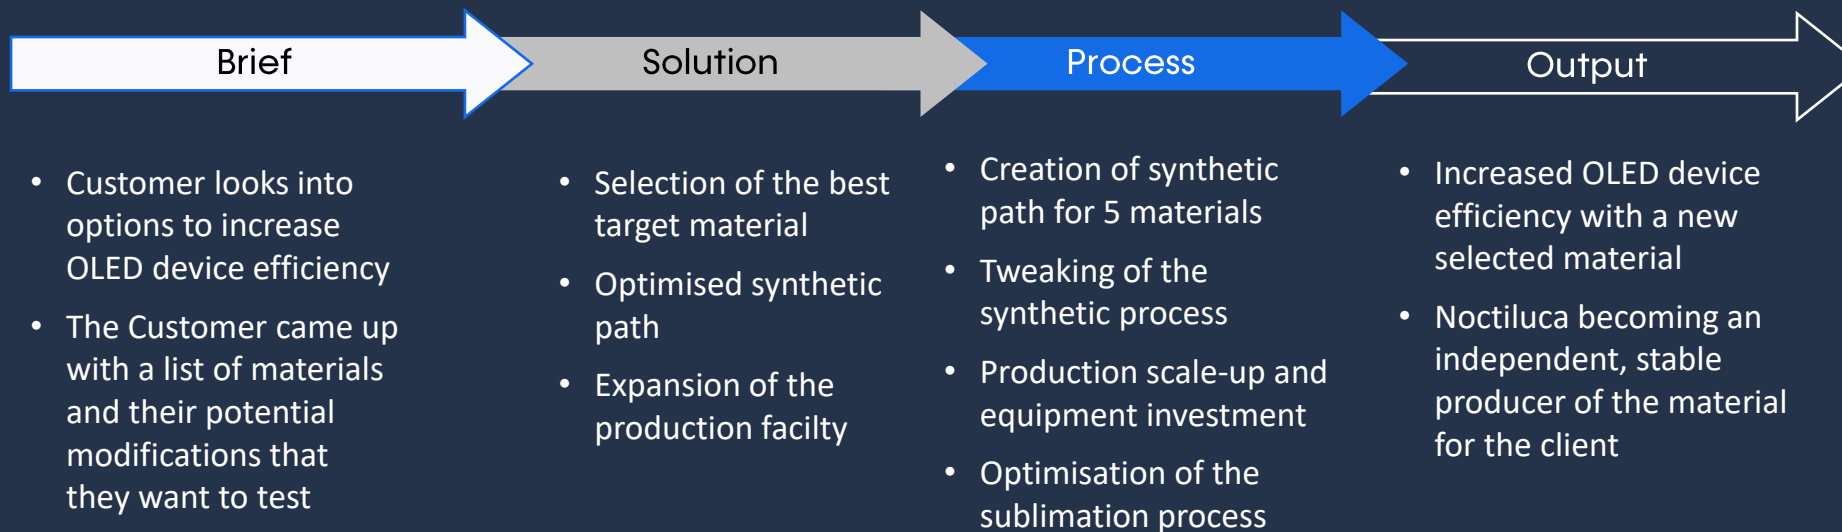 Brief
Solution
Process
Output
• Customer looks into
options to increase
OLED device efficiency
• The Customer came up
with a list of materials
and their potential
modifications that
they want to test
• Selection of the best
target material
• Optimised synthetic
path
• Expansion of the
production facilty
• Creation of synthetic
path for 5 materials
• Tweaking of the
synthetic process
• Production scale-up and
equipment investment
• Optimisation of the
sublimation process
• Increased OLED device
efficiency with a new
selected material
• Noctiluca becoming an
independent, stable
producer of the material
for the client